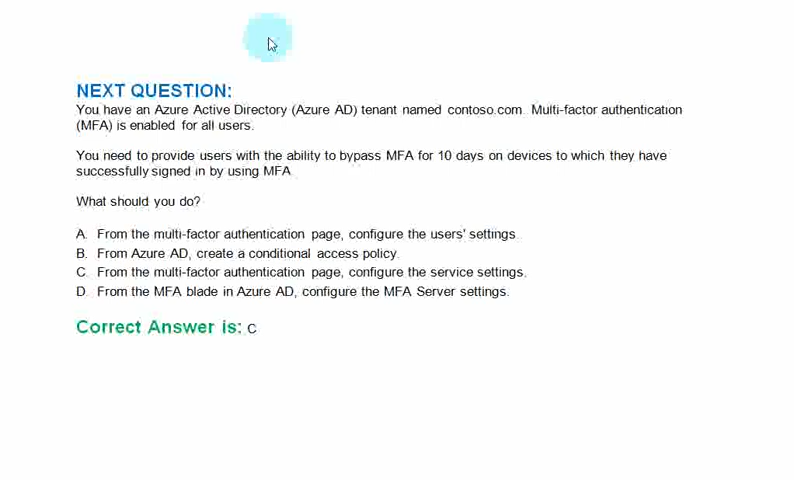 NEXT QUESTION:
You have an Azure Active Directory (Azure AD) tenant named contoso.com. Multi-factor authentication
(MFA) is enabled for all users.
You need to provide users with the ability to bypass MFA for 10 days on devices to which they have
successfully signed in by using MFA.
What should you do?
A. From the multi-factor authentication page, configure the users' settings.
B. From Azure AD, create a conditional access policy.
C. From the multi-factor authentication page, configure the service settings.
D. From the MFA blade in Azure AD, configure the MFA Server settings.
Correct Answer is: C